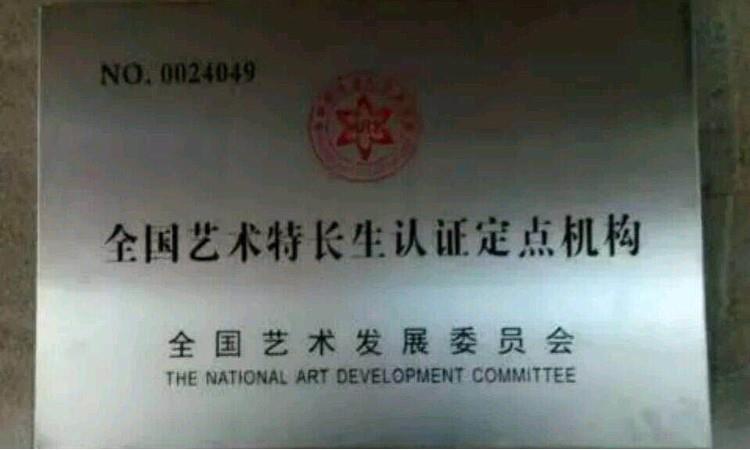 NO. 0024049
全国艺术特长生认证定点机构
全国艺术发展委员会
THE NATIONAL ART DEVELOPMENT COMMITTEE